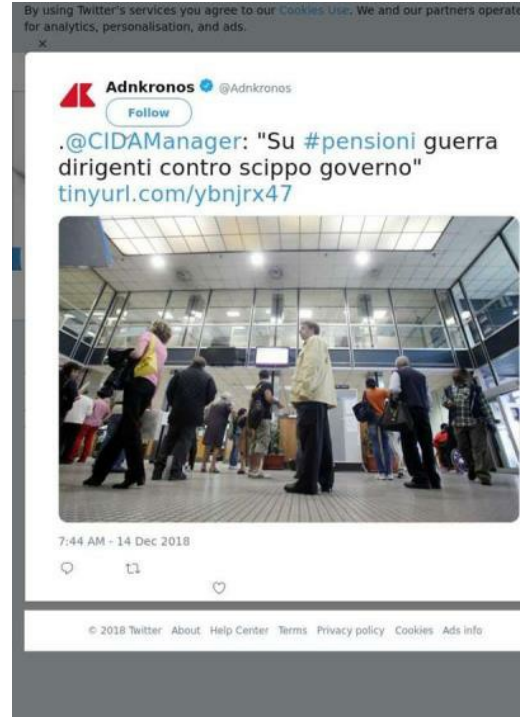 By using Twitter's services you agree to our Cookies Use. We and our partners operate
for analytics, personalisation, and ads.
Adnkronos @Adnkronos
Follow
.@CIDAManager: "Su #pensioni guerra
dirigenti contro scippo governo"
tinyurl.com/ybnjrx47
7:44 AM - 14 Dec 2018
© 2018 Twitter About Help Center Terms Privacy policy Cookies Ads info